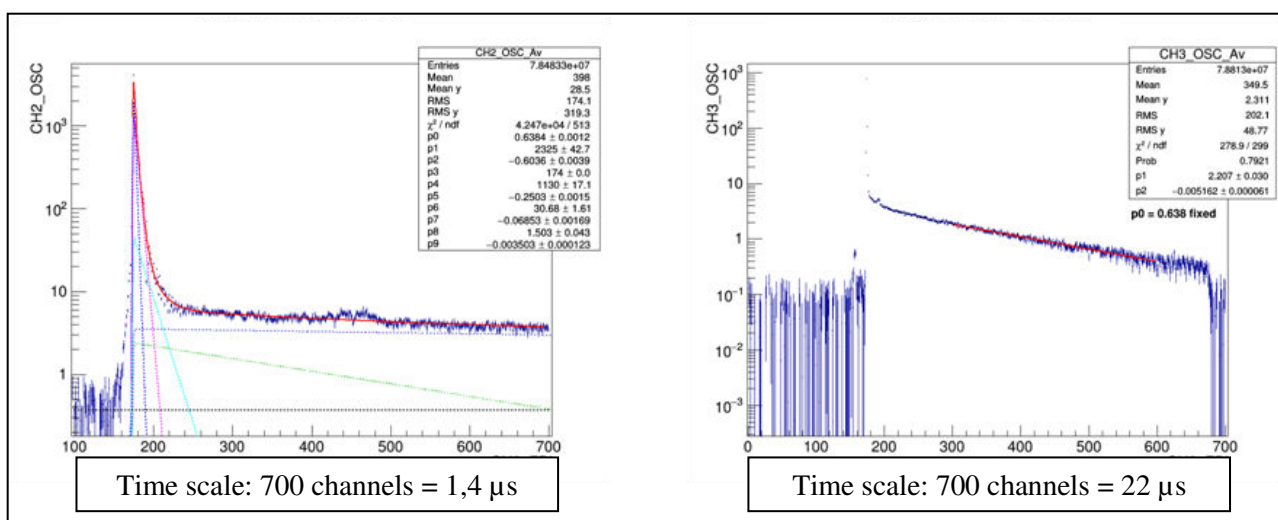 CH2_OSC
CH2_OSC_Av
Entries 7.84833e+07
Mean 398
Mean y 28.5
RMS 174.1
RMS y 319.3
χ² / ndf 4.247e+04 / 513
p0 0.6384 ± 0.0012
p1 2325 ± 42.7
p2 −0.6036 ± 0.0039
p3 174 ± 0.0
p4 1130 ± 17.1
p5 −0.2503 ± 0.0015
p6 30.68 ± 1.61
p7 −0.06853 ± 0.00169
p8 1.503 ± 0.043
p9 −0.003503 ± 0.000123
10³
10²
10
1
100 200 300 400 500 600 700
Time scale: 700 channels = 1,4 µs
CH3_OSC
CH3_OSC_Av
Entries 7.8813e+07
Mean 349.5
Mean y 2.311
RMS 202.1
RMS y 48.77
χ² / ndf 278.9 / 299
Prob 0.7921
p1 2.207 ± 0.030
p2 −0.005162 ± 0.000061
p0 = 0.638 fixed
10³
10²
10
1
10⁻¹
10⁻²
10⁻³
0 100 200 300 400 500 600 700
Time scale: 700 channels = 22 µs